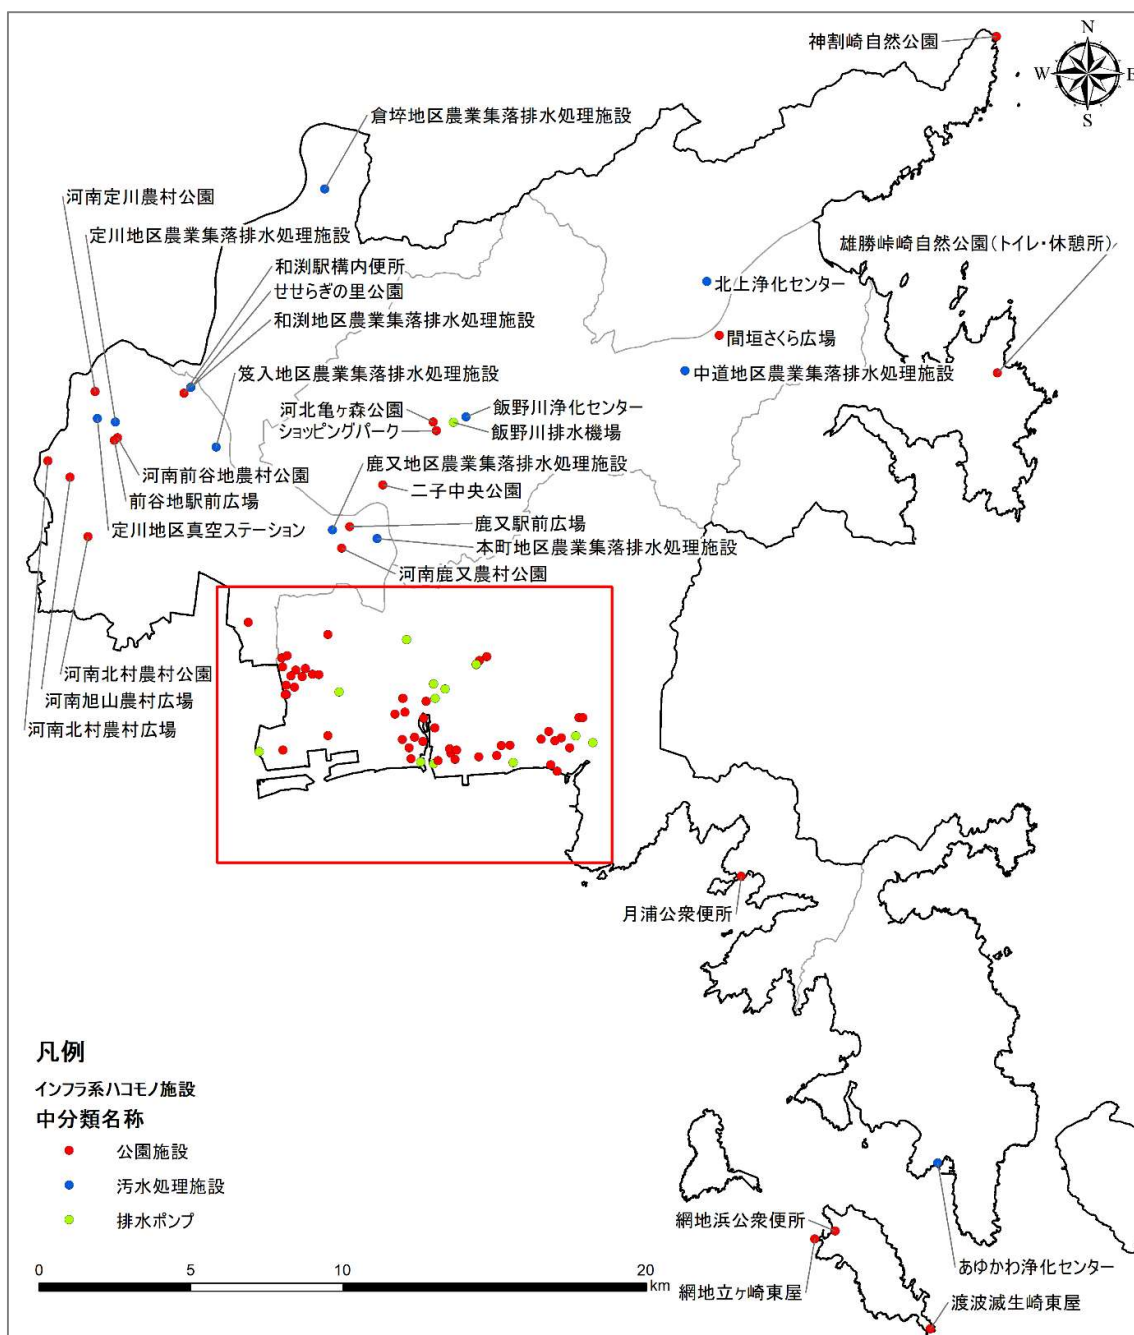 神割崎自然公園
N
W
E
S
倉埣地区農業集落排水処理施設
河南定川農村公園
定川地区農業集落排水処理施設
和渕駅構内便所
せせらぎの里公園
和渕地区農業集落排水処理施設
雄勝峠崎自然公園(トイレ・休憩所)
北上浄化センター
間垣さくら広場
中道地区農業集落排水処理施設
笈入地区農業集落排水処理施設
河北亀ヶ森公園
飯野川浄化センター
ショッピングパーク
飯野川排水機場
鹿又地区農業集落排水処理施設
河南前谷地農村公園
二子中央公園
前谷地駅前広場
鹿又駅前広場
定川地区真空ステーション
本町地区農業集落排水処理施設
河南鹿又農村公園
河南北村農村公園
河南旭山農村広場
河南北村農村広場
月浦公衆便所
凡例
インフラ系ハコモノ施設
中分類名称
公園施設
汚水処理施設
排水ポンプ
網地浜公衆便所
あゆかわ浄化センター
網地立ヶ崎東屋
渡波滅生崎東屋
0 5 10 20
km